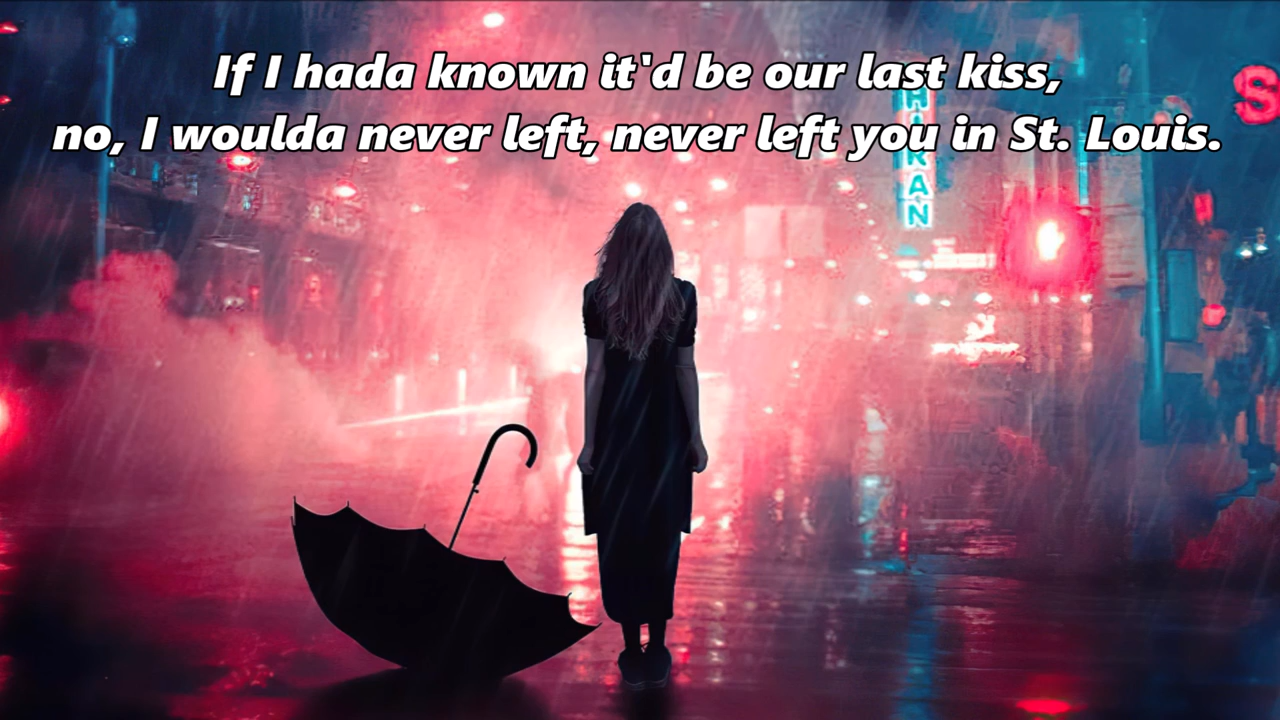 If I hada known it'd be our last kiss,
no, I woulda never left, never left you in St. Louis.
S